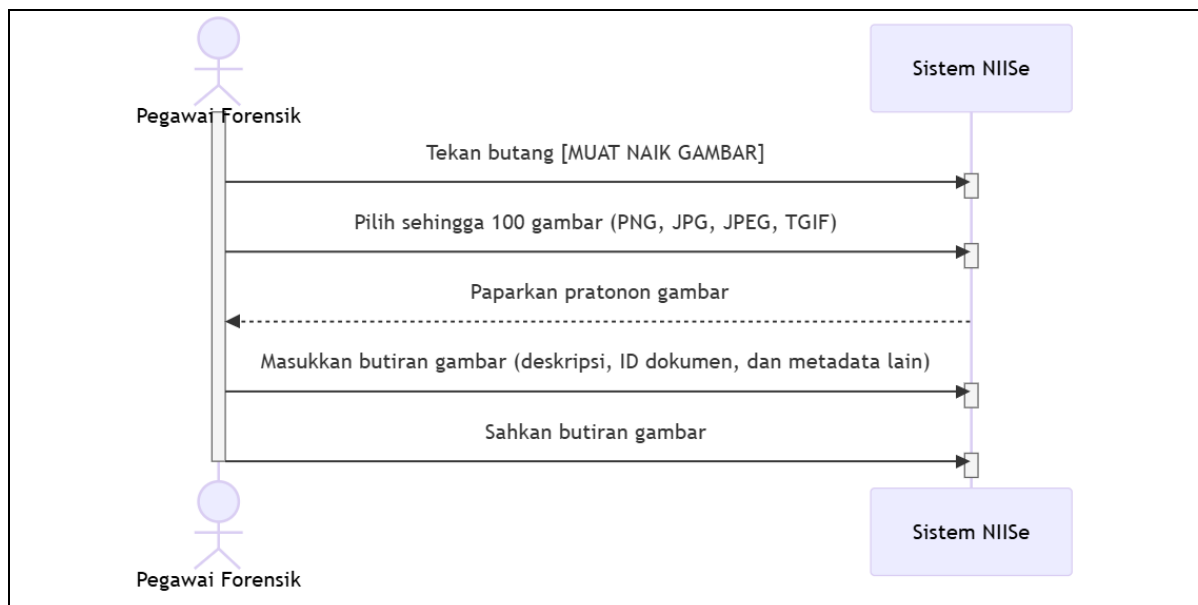 Pegawai Forensik
Sistem NIISe
Tekan butang [MUAT NAIK GAMBAR]
Pilih sehingga 100 gambar (PNG, JPG, JPEG, TGIF)
Paparkan pratonon gambar
Masukkan butiran gambar (deskripsi, ID dokumen, dan metadata lain)
Sahkan butiran gambar
Pegawai Forensik
Sistem NIISe